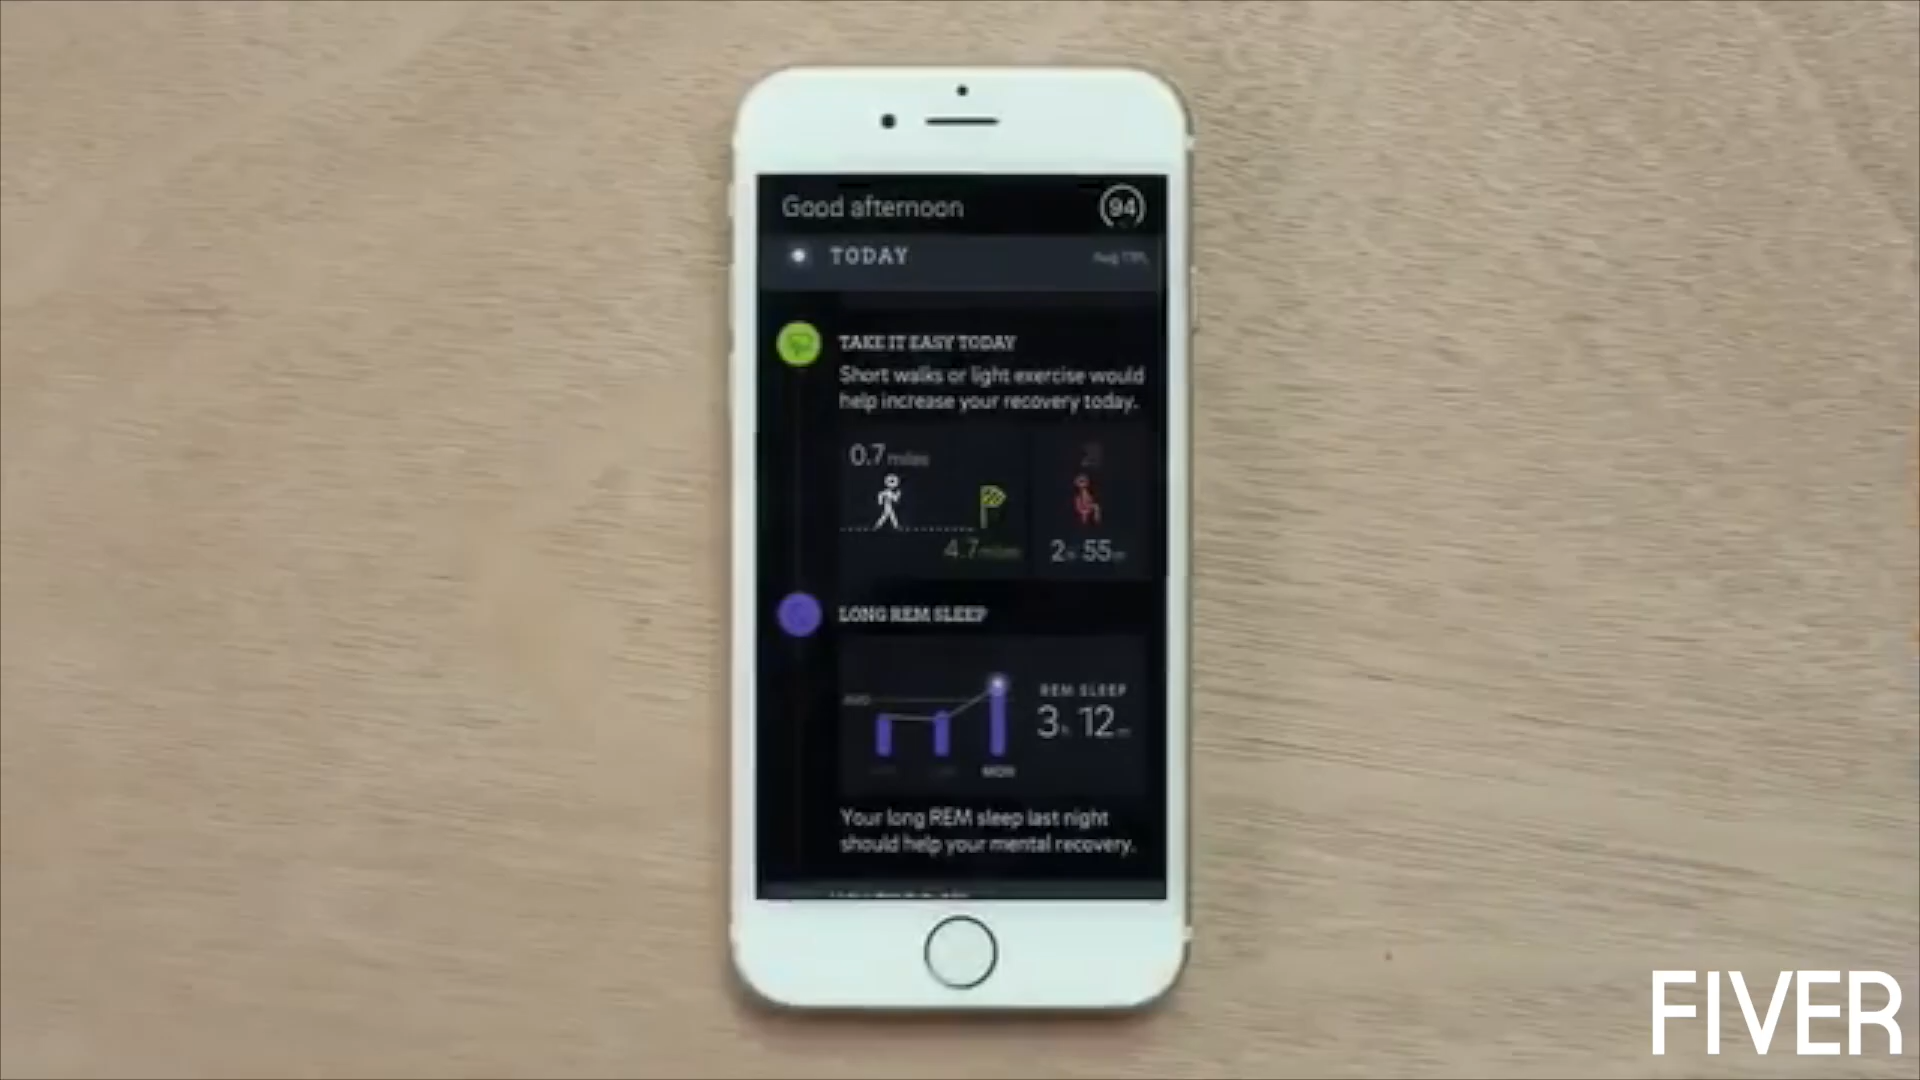 Good afternoon
94
TODAY
TAKE IT EASY TODAY
Short walks or light exercise would
help increase your recovery today.
0.7 miles
4.7 miles
2h 55m
LONG REM SLEEP
AVG
REM SLEEP
3h 12m
MON
Your long REM sleep last night
should help your mental recovery.
FIVER